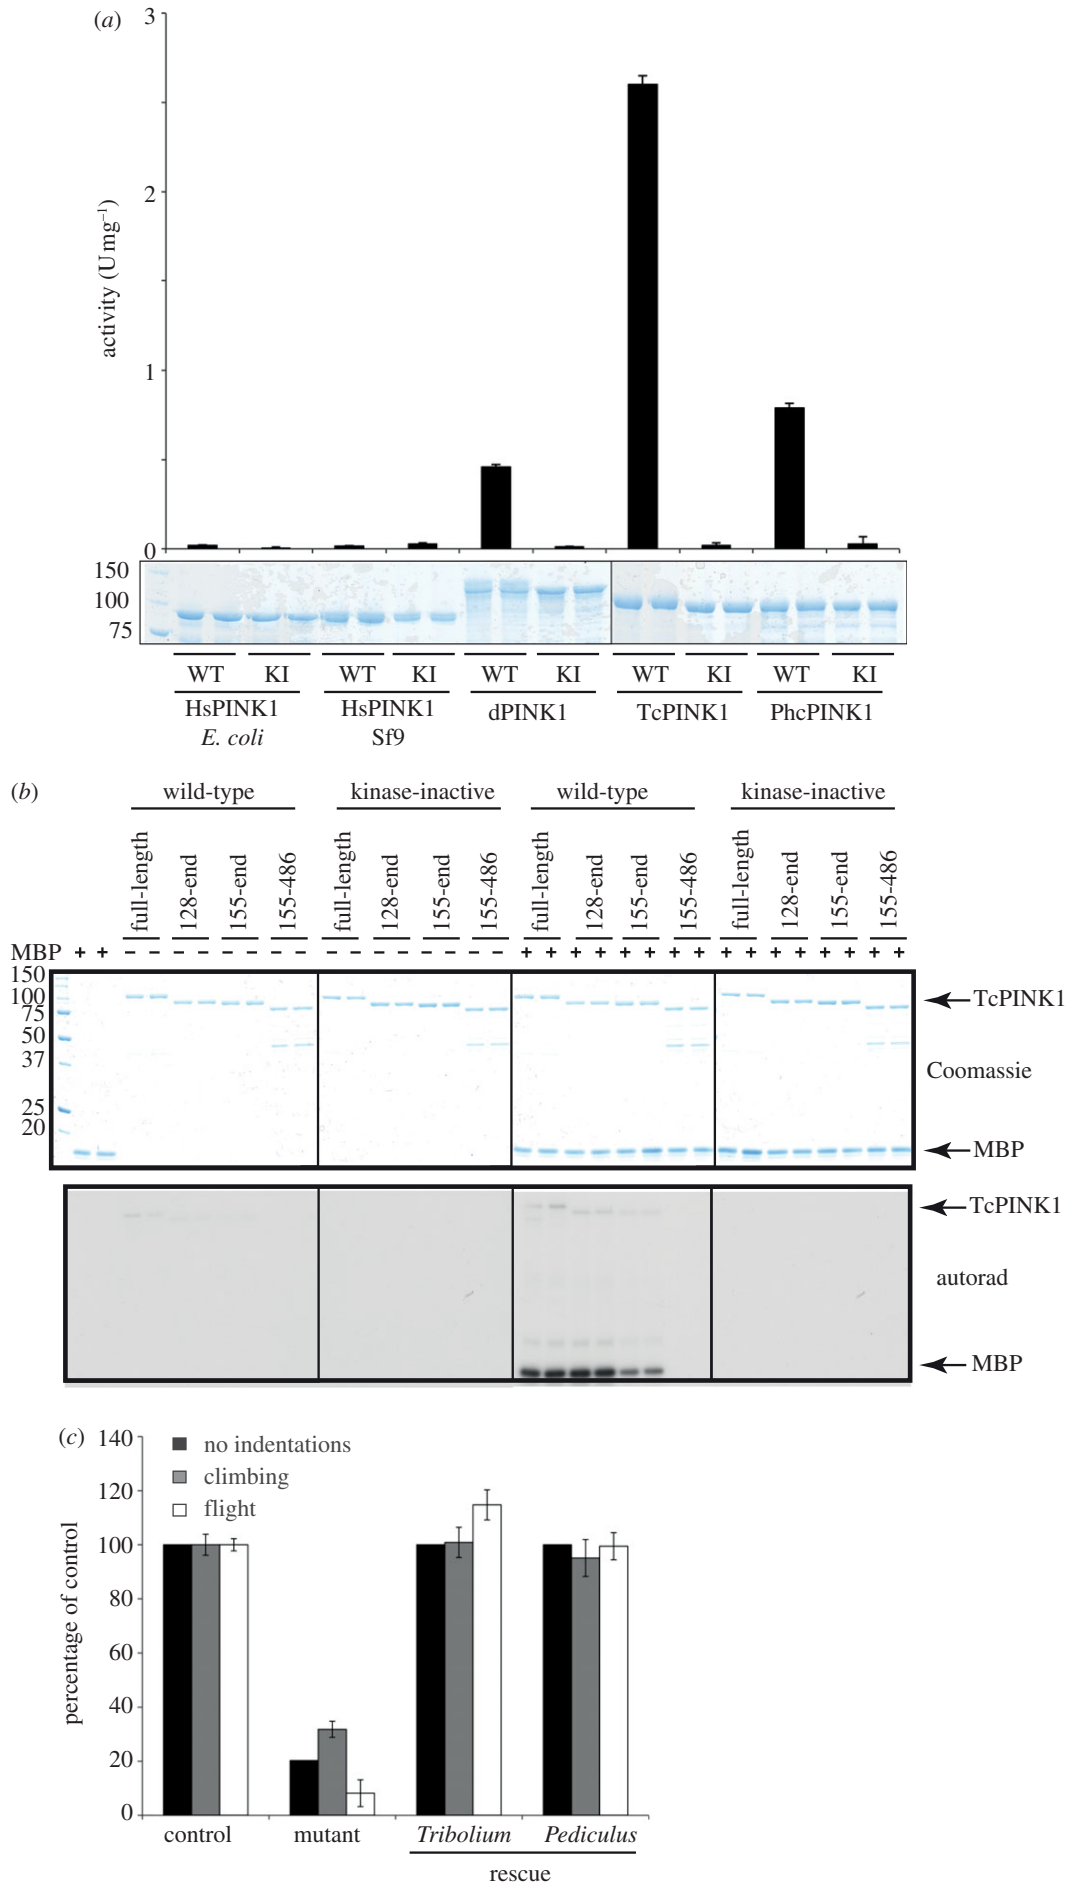 (a)
3
2
1
0
activity (U mg⁻¹)
150
100
75
WT KI WT KI WT KI WT KI WT KI
HsPINK1 HsPINK1 dPINK1 TcPINK1 PhcPINK1
E. coli Sf9
(b)
wild-type kinase-inactive wild-type kinase-inactive
full-length 128-end 155-end 155-486 full-length 128-end 155-end 155-486 full-length 128-end 155-end 155-486 full-length 128-end 155-end 155-486
MBP + + – – – – – – – – – – – – – – – – + + + + + + + + + + + + + + + +
150
100
75
50
37
25
20
TcPINK1
Coomassie
MBP
TcPINK1
autorad
MBP
(c)
140
120
100
80
60
40
20
0
percentage of control
no indentations
climbing
flight
control mutant Tribolium Pediculus
rescue